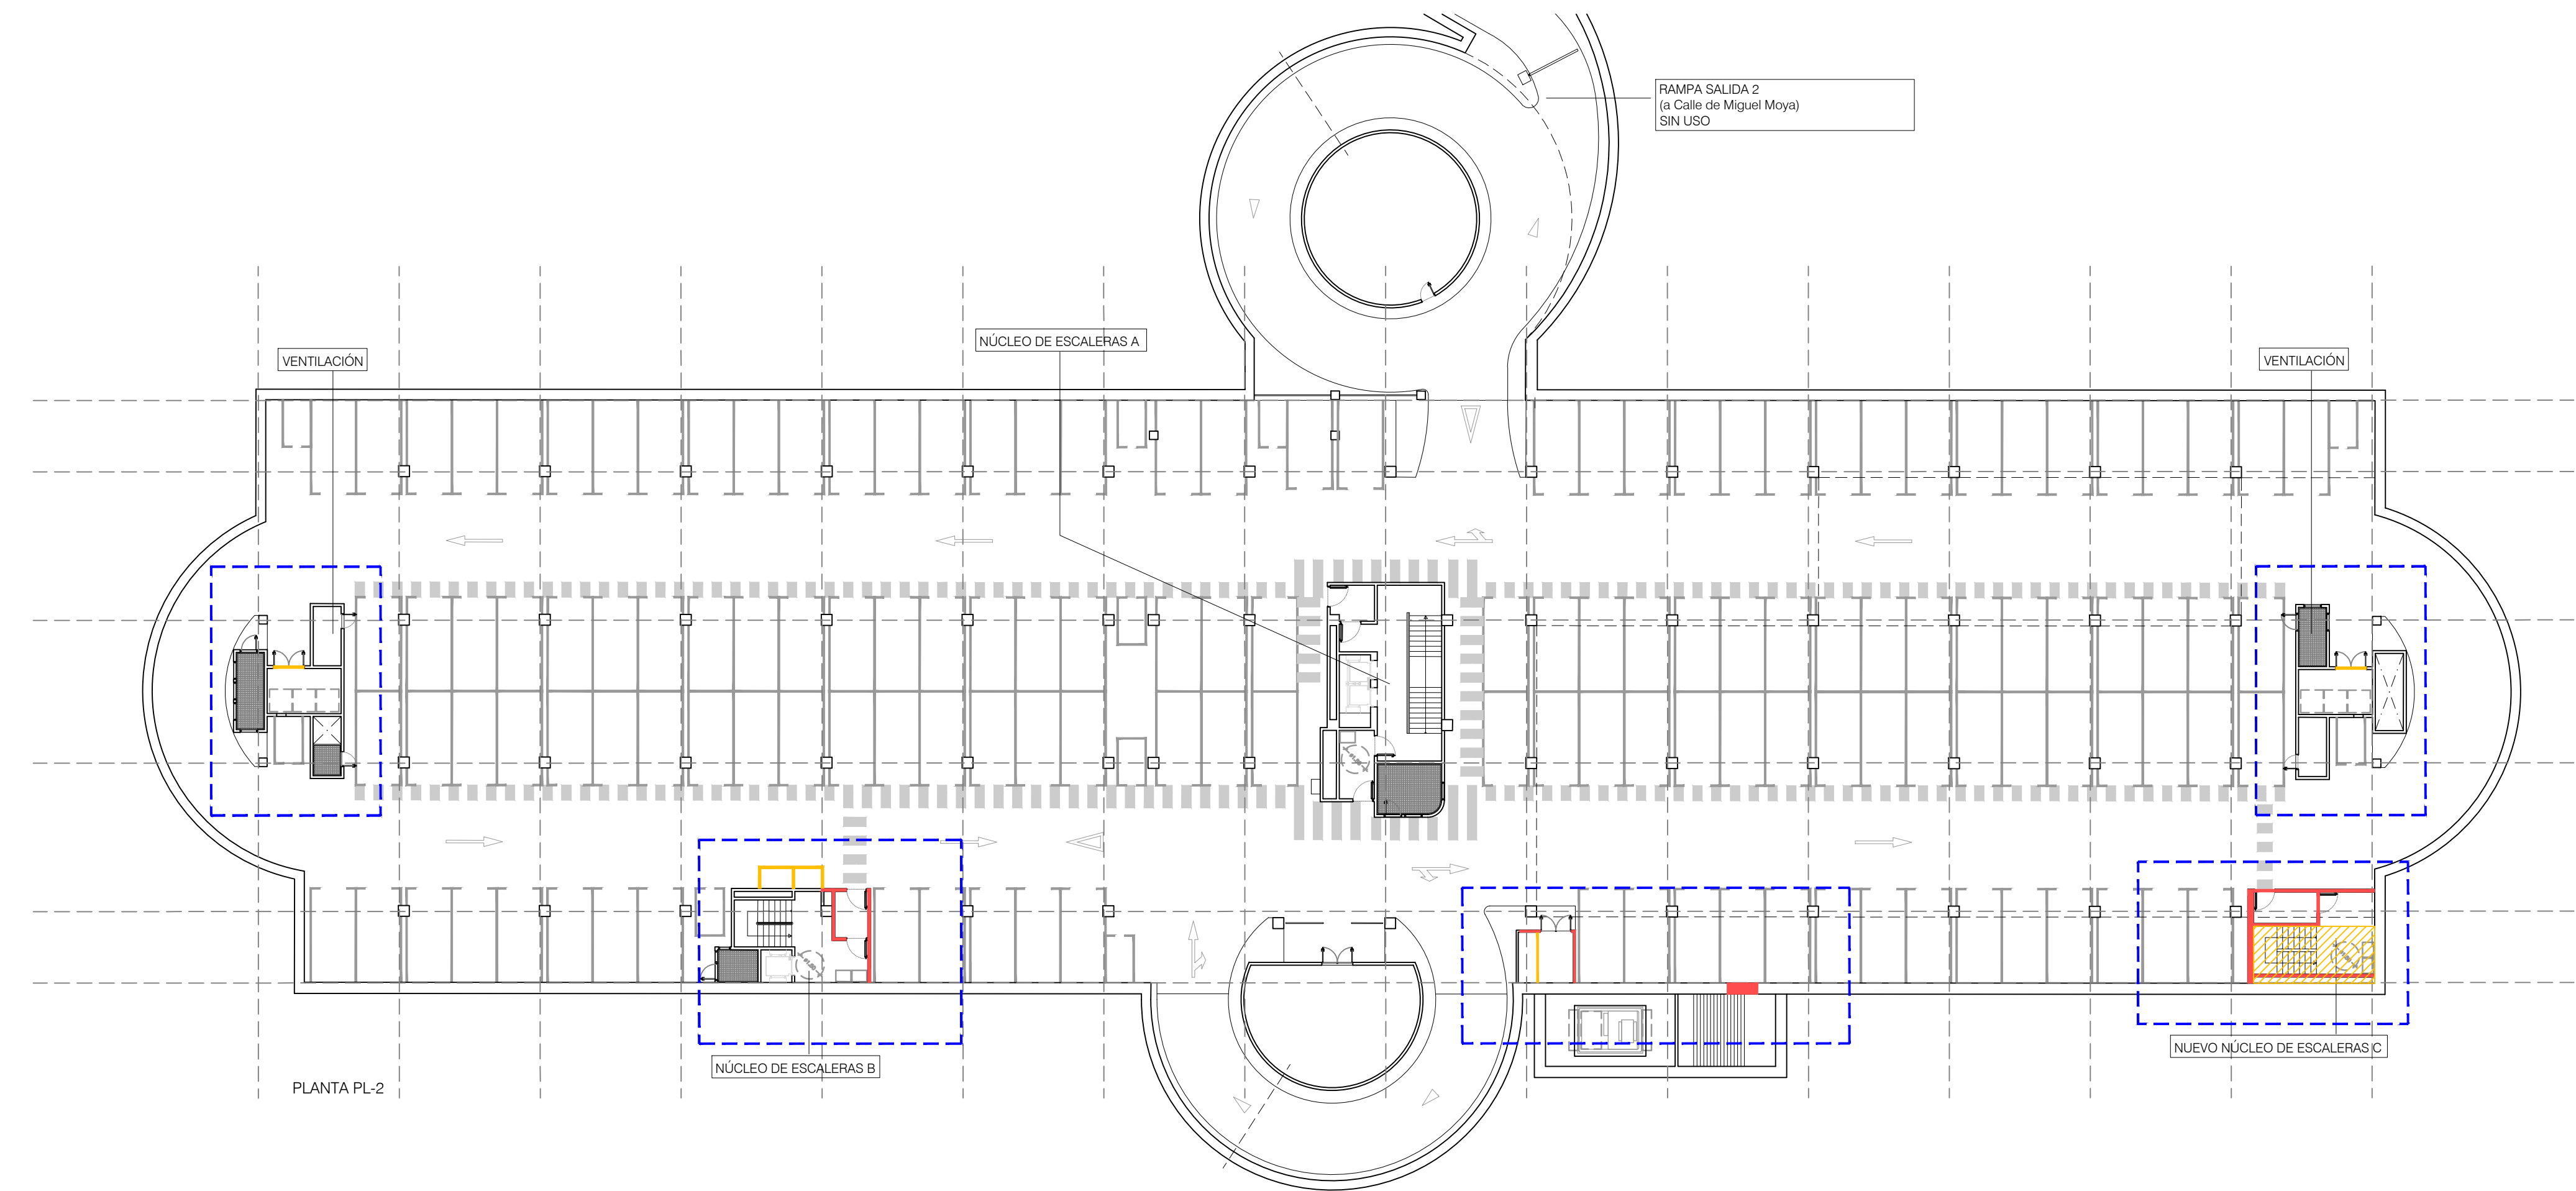 RAMPA SALIDA 2
(a Calle de Miguel Moya)
SIN USO
NÚCLEO DE ESCALERAS A
VENTILACIÓN
VENTILACIÓN
NUEVO NÚCLEO DE ESCALERAS C
NÚCLEO DE ESCALERAS B
PLANTA PL-2